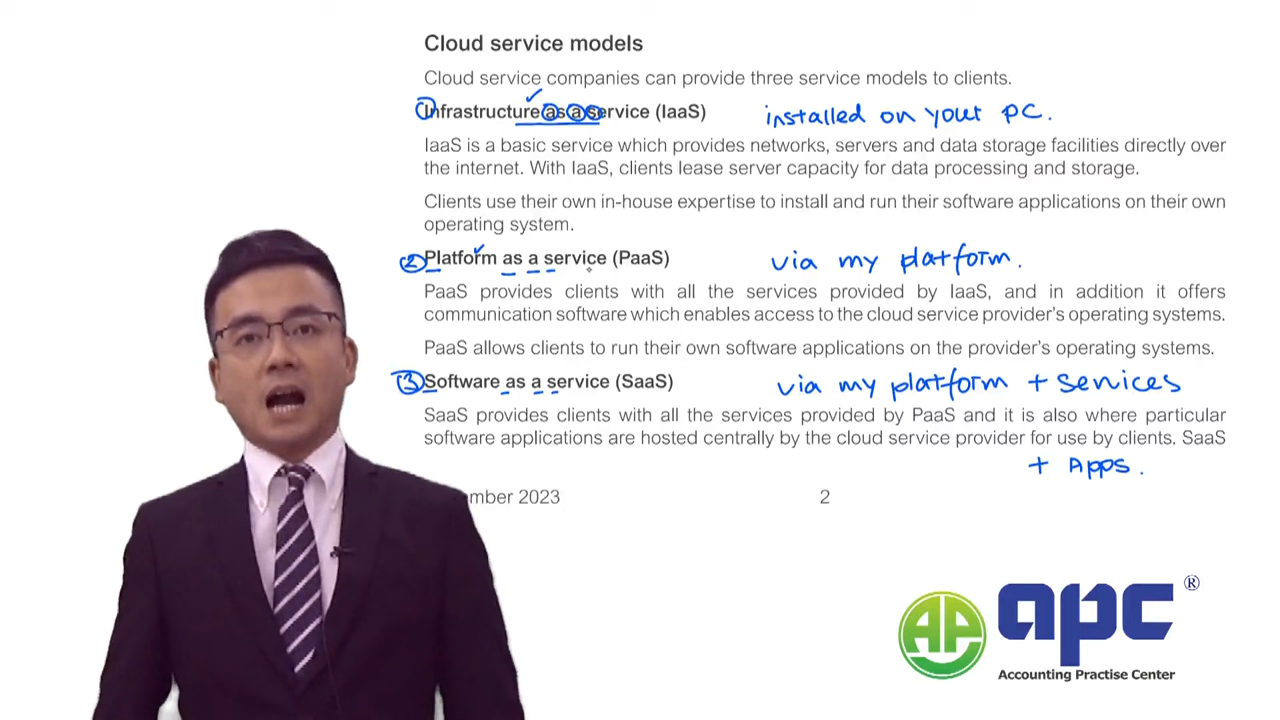 Cloud service models
Cloud service companies can provide three service models to clients.
① Infrastructure as a service (IaaS) installed on your PC.
IaaS is a basic service which provides networks, servers and data storage facilities directly over
the internet. With IaaS, clients lease server capacity for data processing and storage.
Clients use their own in-house expertise to install and run their software applications on their own
operating system.
② Platform as a service (PaaS) via my platform.
PaaS provides clients with all the services provided by IaaS, and in addition it offers
communication software which enables access to the cloud service provider's operating systems.
PaaS allows clients to run their own software applications on the provider's operating systems.
③ Software as a service (SaaS) via my platform + services
SaaS provides clients with all the services provided by PaaS and it is also where particular
software applications are hosted centrally by the cloud service provider for use by clients. SaaS
+ Apps.
mber 2023 2
AP apc ®
Accounting Practise Center